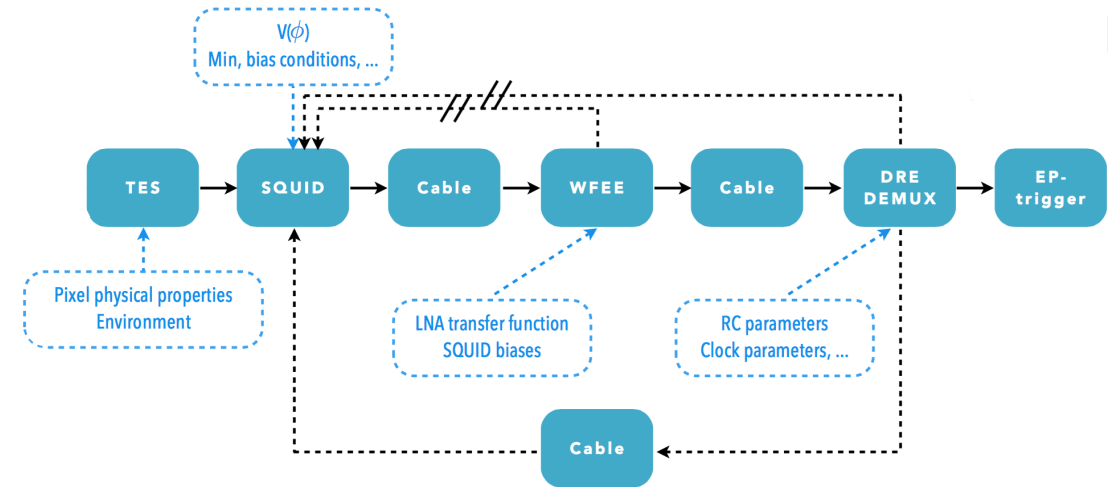 V(ϕ)
Min, bias conditions, ...
TES
SQUID
Cable
WFEE
Cable
DRE
DEMUX
EP-
trigger
Pixel physical properties
Environment
LNA transfer function
SQUID biases
RC parameters
Clock parameters, ...
Cable